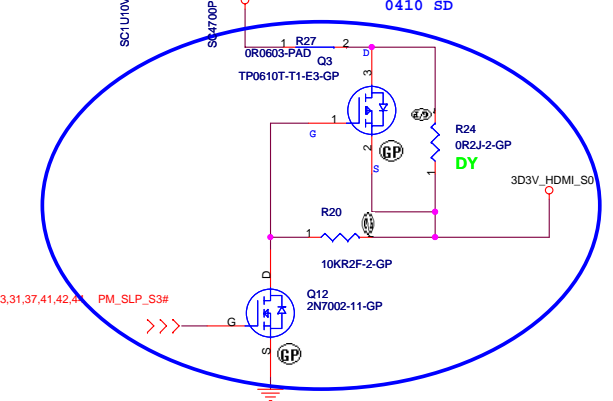 0410 SD
SC1U10V
SC4700P
1 R27 2
0R0603-PAD
Q3
TP0610T-T1-E3-GP
D
3
1
G
2
S
GP
R24
0R2J-2-GP
DY
1
3D3V_HDMI_S0
R20
1
10KR2F-2-GP
D
Q12
2N7002-11-GP
3,31,37,41,42,4
PM_SLP_S3#
G
S
GP